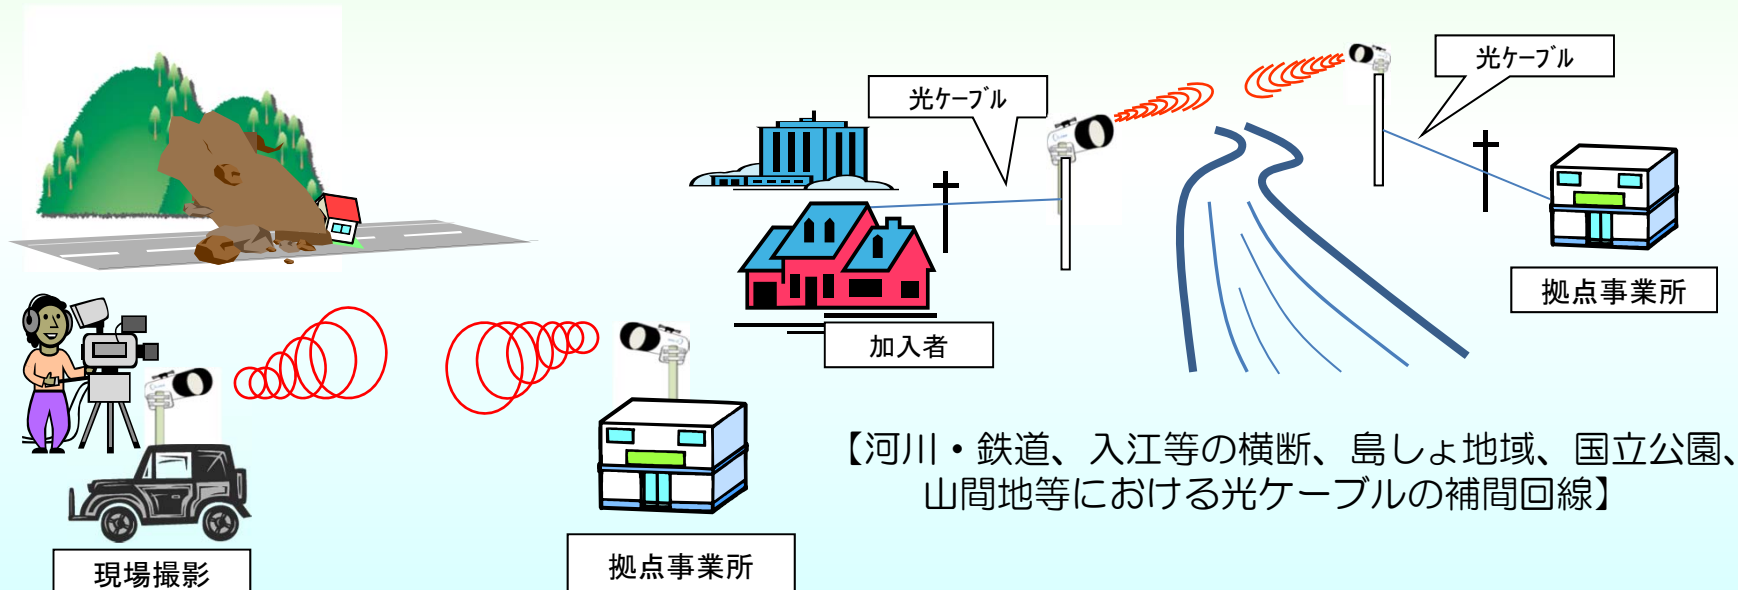 光ケーブル
光ケーブル
拠点事業所
加入者
【河川・鉄道、入江等の横断、島しょ地域、国立公園、
山間地等における光ケーブルの補間回線】
現場撮影
拠点事業所